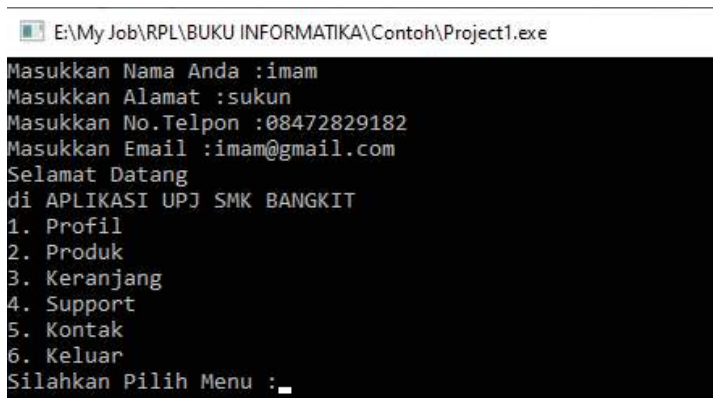 E:\My Job\RPL\BUKU INFORMATIKA\Contoh\Project1.exe
Masukkan Nama Anda :imam
Masukkan Alamat :sukun
Masukkan No.Telpon :08472829182
Masukkan Email :imam@gmail.com
Selamat Datang
di APLIKASI UPJ SMK BANGKIT
1. Profil
2. Produk
3. Keranjang
4. Support
5. Kontak
6. Keluar
Silahkan Pilih Menu :